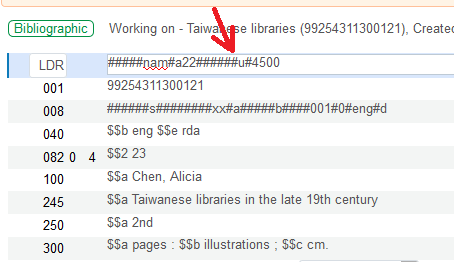 Bibliographic Working on - Taiwanese libraries (99254311300121), Created
LDR #####nam#a22######u#4500
001 99254311300121
008 ######s########xx#a#####b####001#0#eng#d
040 $$b eng $$e rda
082 0 4 $$2 23
100 $$a Chen, Alicia
245 $$a Taiwanese libraries in the late 19th century
250 $$a 2nd
300 $$a pages : $$b illustrations ; $$c cm.